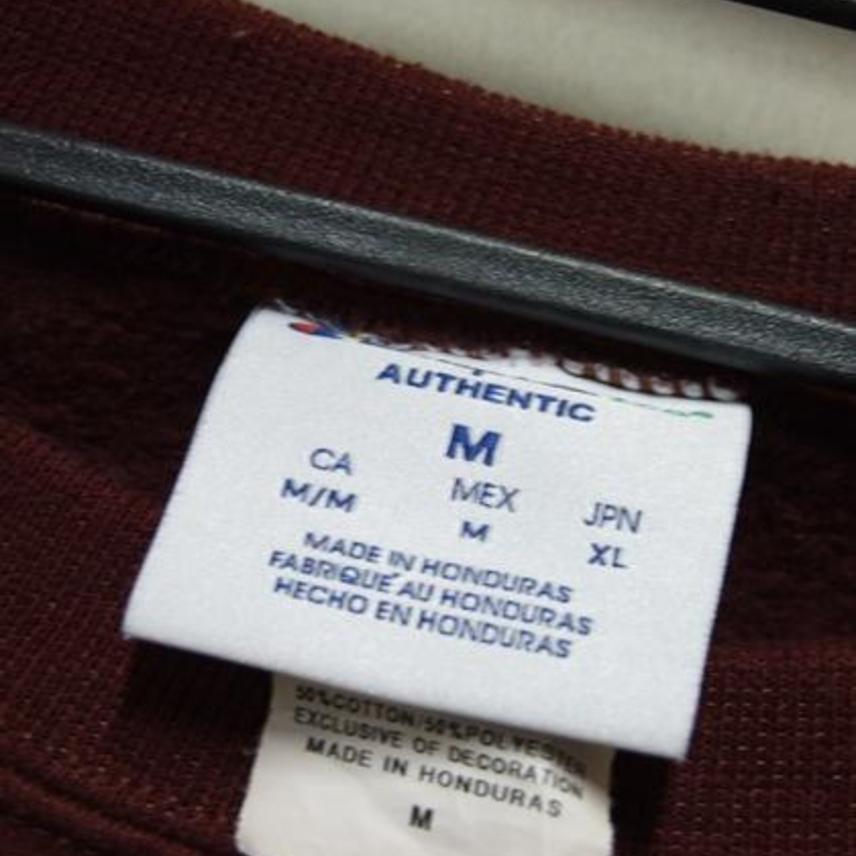 AUTHENTIC
M
CA MEX JPN
M/M M XL
MADE IN HONDURAS
FABRIQUÉ AU HONDURAS
HECHO EN HONDURAS
50%COTTON/50%POLYESTER
EXCLUSIVE OF DECORATION
MADE IN HONDURAS
M